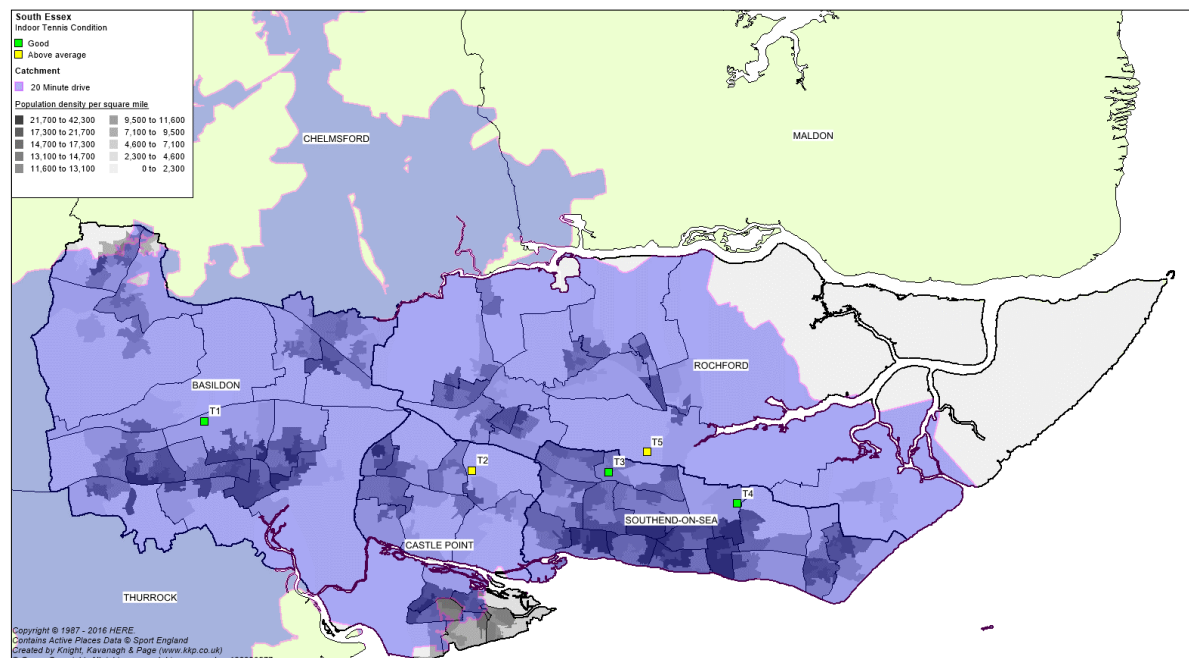 South Essex
Indoor Tennis Condition
Good
Above average
Catchment
20 Minute drive
Population density per square mile
21,700 to 42,300 9,500 to 11,600
17,300 to 21,700 7,100 to 9,500
14,700 to 17,300 4,600 to 7,100
13,100 to 14,700 2,300 to 4,600
11,600 to 13,100 0 to 2,300
CHELMSFORD
MALDON
ROCHFORD
BASILDON
T1
T5
T2
T3
T4
SOUTHEND-ON-SEA
CASTLE POINT
THURROCK
Copyright © 1987 - 2016 HERE.
Contains Active Places Data © Sport England
Created by Knight, Kavanagh & Page (www.kkp.co.uk)